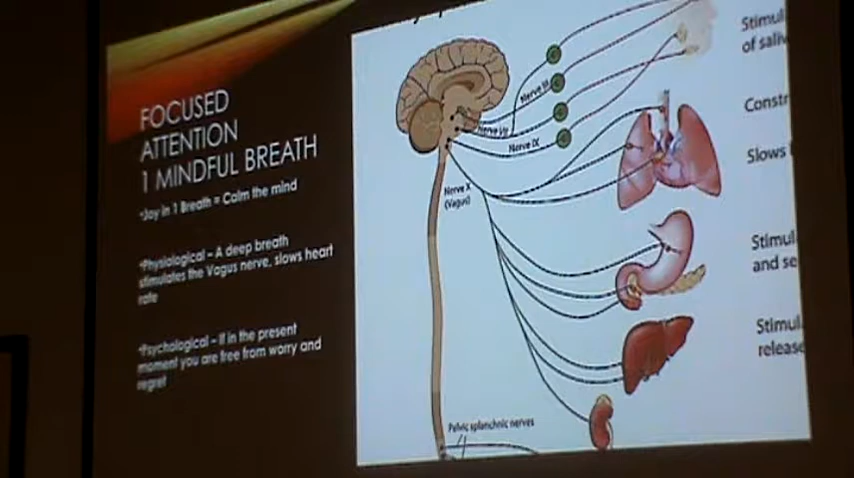 FOCUSED
ATTENTION
1 MINDFUL BREATH
•Joy in 1 Breath = Calm the mind
•Physiological – A deep breath
stimulates the Vagus nerve, slows heart
rate
•Psychological – If in the present
moment you are free from worry and
regret
Nerve III
Nerve VII
Nerve IX
Nerve X
(Vagus)
Pelvic splanchnic nerves
Stimul
of saliv
Constr
Slows
Stimul
and se
Stimul
release